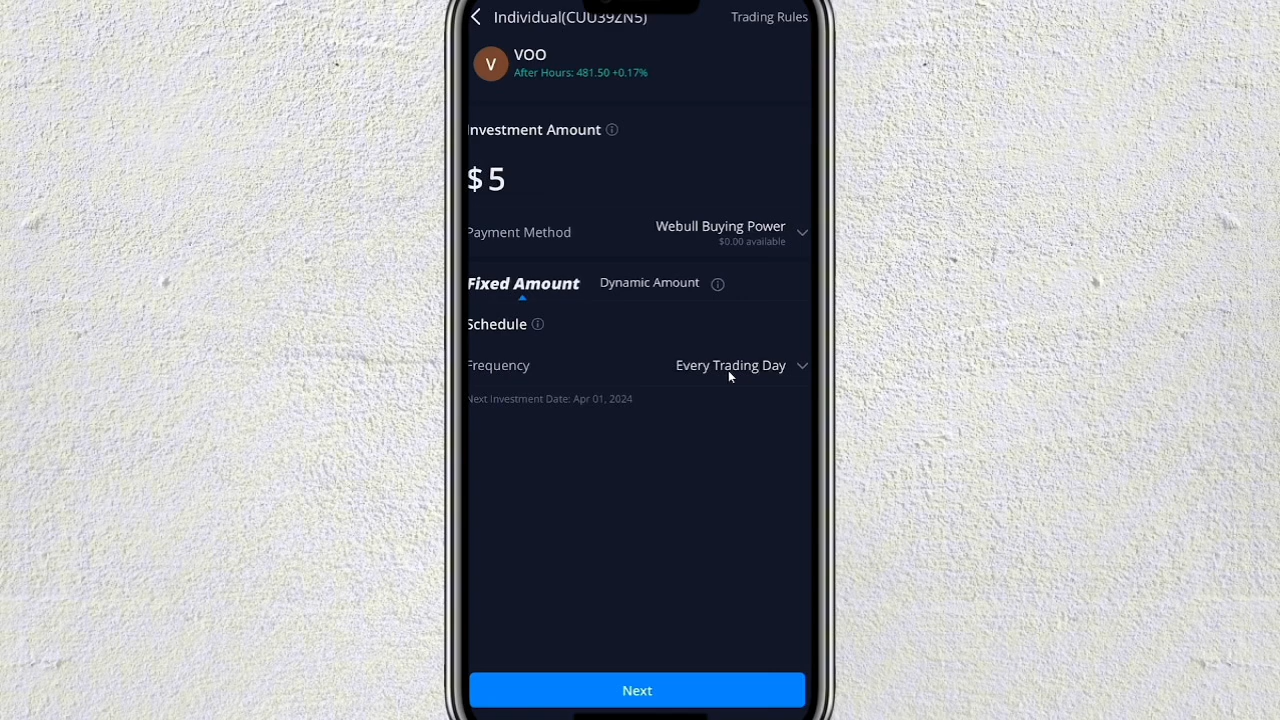 Individual(CUU39ZN5)
Trading Rules
V
VOO
After Hours: 481.50 +0.17%
Investment Amount
$ 5
Payment Method
Webull Buying Power
$0.00 available
Fixed Amount
Dynamic Amount
Schedule
Frequency
Every Trading Day
Next Investment Date: Apr 01, 2024
Next